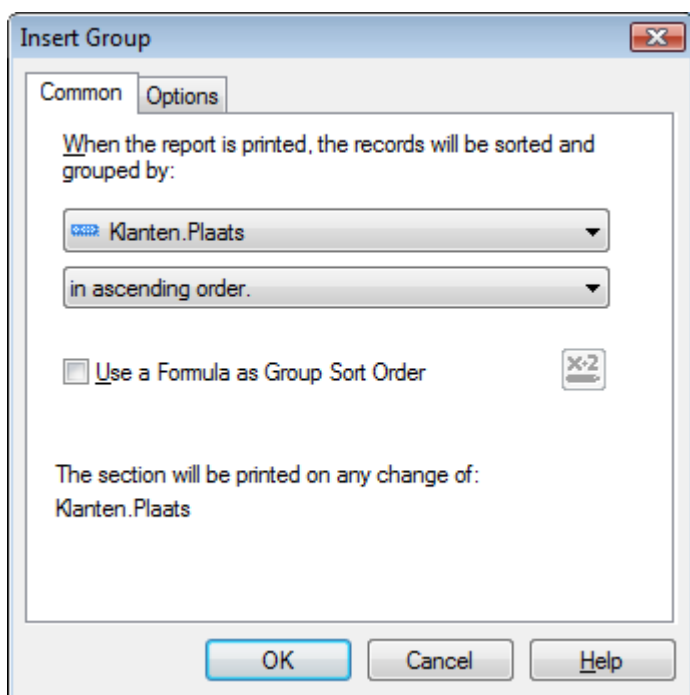 Insert Group
Common
Options
When the report is printed, the records will be sorted and
grouped by:
Klanten.Plaats
in ascending order.
Use a Formula as Group Sort Order
x+2
The section will be printed on any change of:
Klanten.Plaats
OK
Cancel
Help